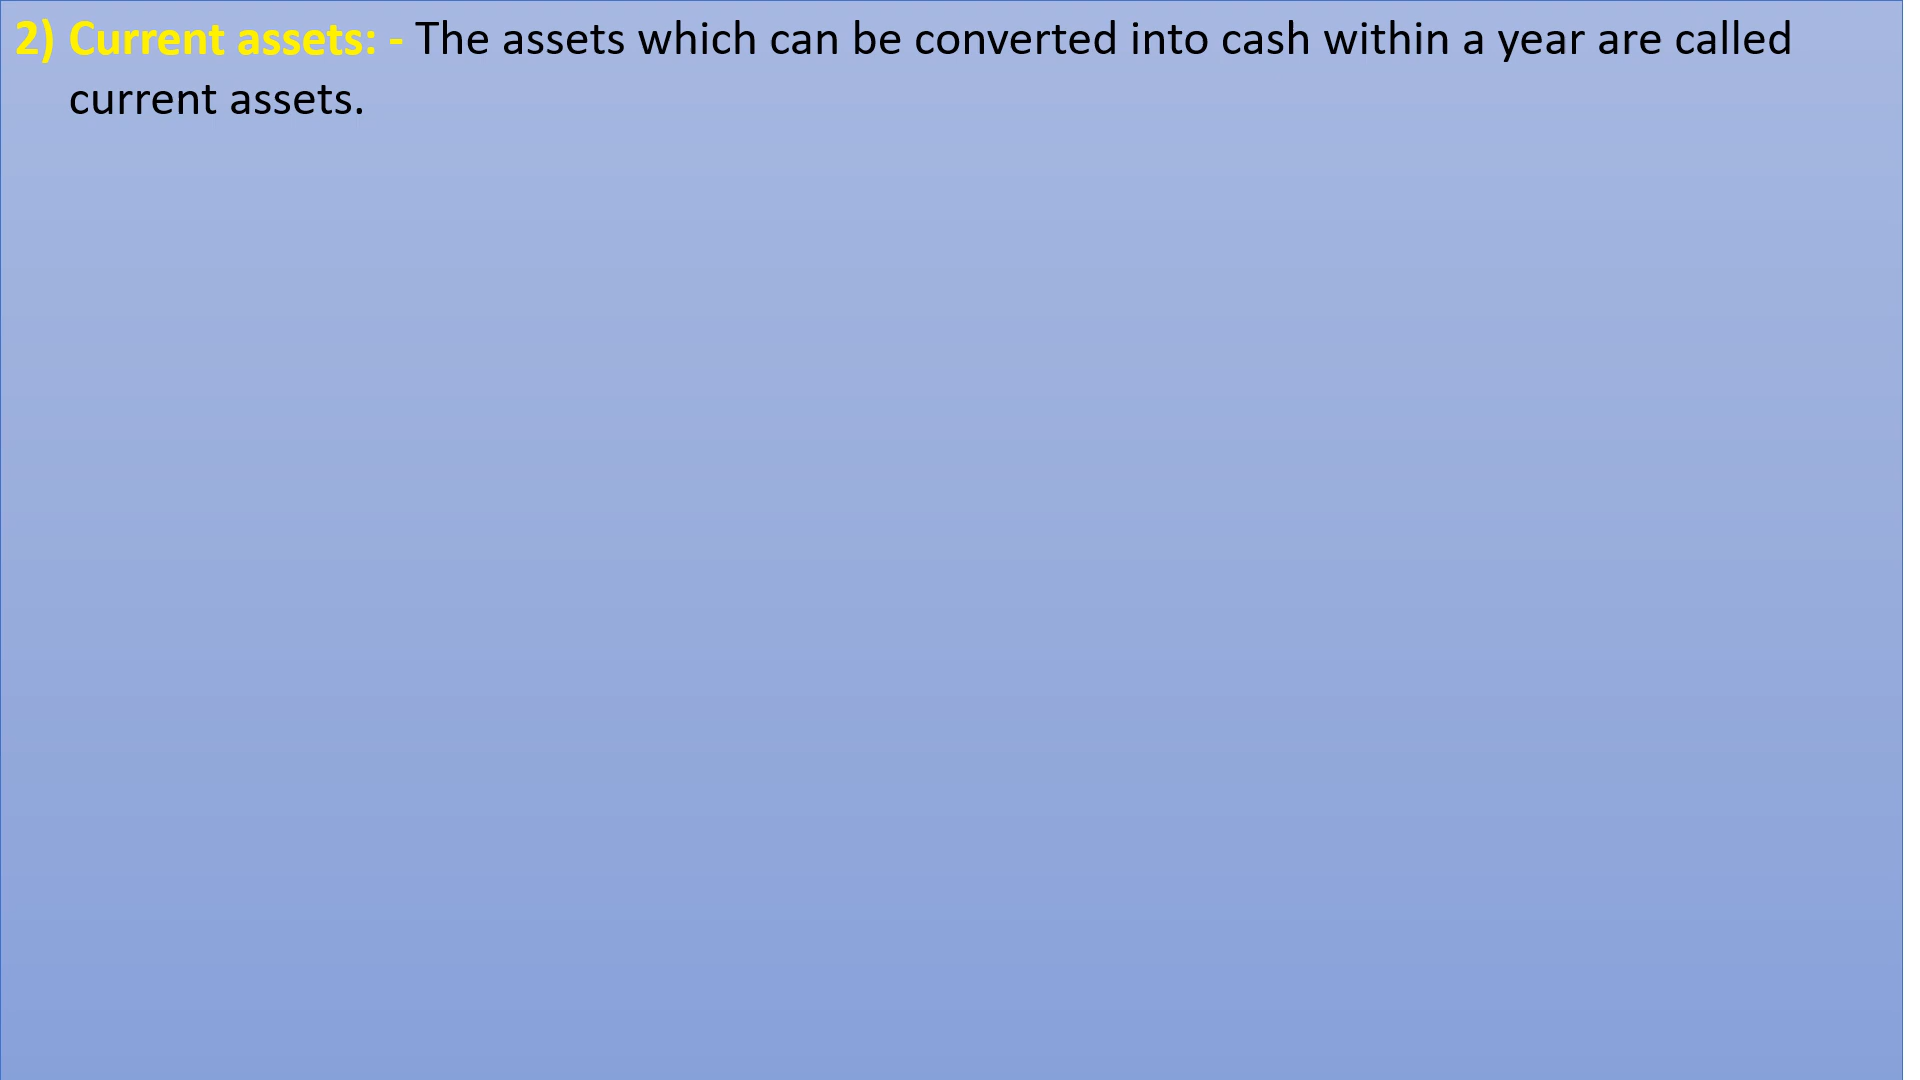 2) Current assets: - The assets which can be converted into cash within a year are called
current assets.